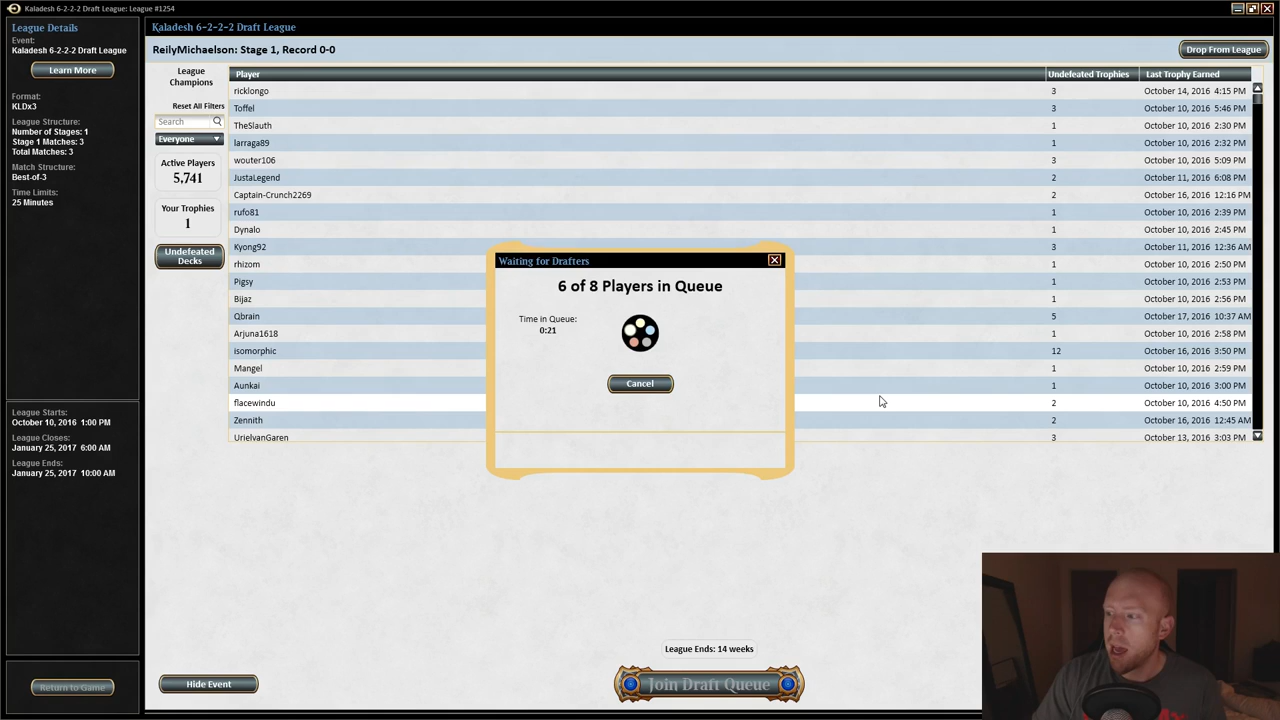 Kaladesh 6-2-2-2 Draft League: League #1254
League Details
Event:
Kaladesh 6-2-2-2 Draft League
Learn More
Format:
KLDx3
League Structure:
Number of Stages: 1
Stage 1 Matches: 3
Total Matches: 3
Match Structure:
Best-of-3
Time Limits:
25 Minutes
League Starts:
October 10, 2016 1:00 PM
League Closes:
January 25, 2017 6:00 AM
League Ends:
January 25, 2017 10:00 AM
Return to Game
Kaladesh 6-2-2-2 Draft League
ReilyMichaelson: Stage 1, Record 0-0
Drop From League
League
Champions
Reset All Filters
Search
Everyone
Active Players
5,741
Your Trophies
1
Undefeated
Decks
Player Undefeated Trophies Last Trophy Earned
ricklongo 3 October 14, 2016 4:15 PM
Toffel 3 October 10, 2016 5:46 PM
TheSlauth 1 October 10, 2016 2:30 PM
larraga89 1 October 10, 2016 2:32 PM
wouter106 3 October 10, 2016 5:09 PM
JustaLegend 2 October 11, 2016 6:08 PM
Captain-Crunch2269 2 October 16, 2016 12:16 PM
rufo81 1 October 10, 2016 2:39 PM
Dynalo 1 October 10, 2016 2:45 PM
Kyong92 3 October 11, 2016 12:36 AM
rhizom 1 October 10, 2016 2:50 PM
Pigsy 1 October 10, 2016 2:53 PM
Bijaz 1 October 10, 2016 2:56 PM
Qbrain 5 October 17, 2016 10:37 AM
Arjuna1618 1 October 10, 2016 2:58 PM
isomorphic 12 October 16, 2016 3:50 PM
Mangel 1 October 10, 2016 2:59 PM
Aunkai 1 October 10, 2016 3:00 PM
flacewindu 2 October 10, 2016 4:50 PM
Zennith 2 October 16, 2016 12:45 AM
UrielvanGaren 3 October 13, 2016 3:03 PM
Waiting for Drafters
6 of 8 Players in Queue
Time in Queue:
0:21
Cancel
League Ends: 14 weeks
Hide Event
Join Draft Queue